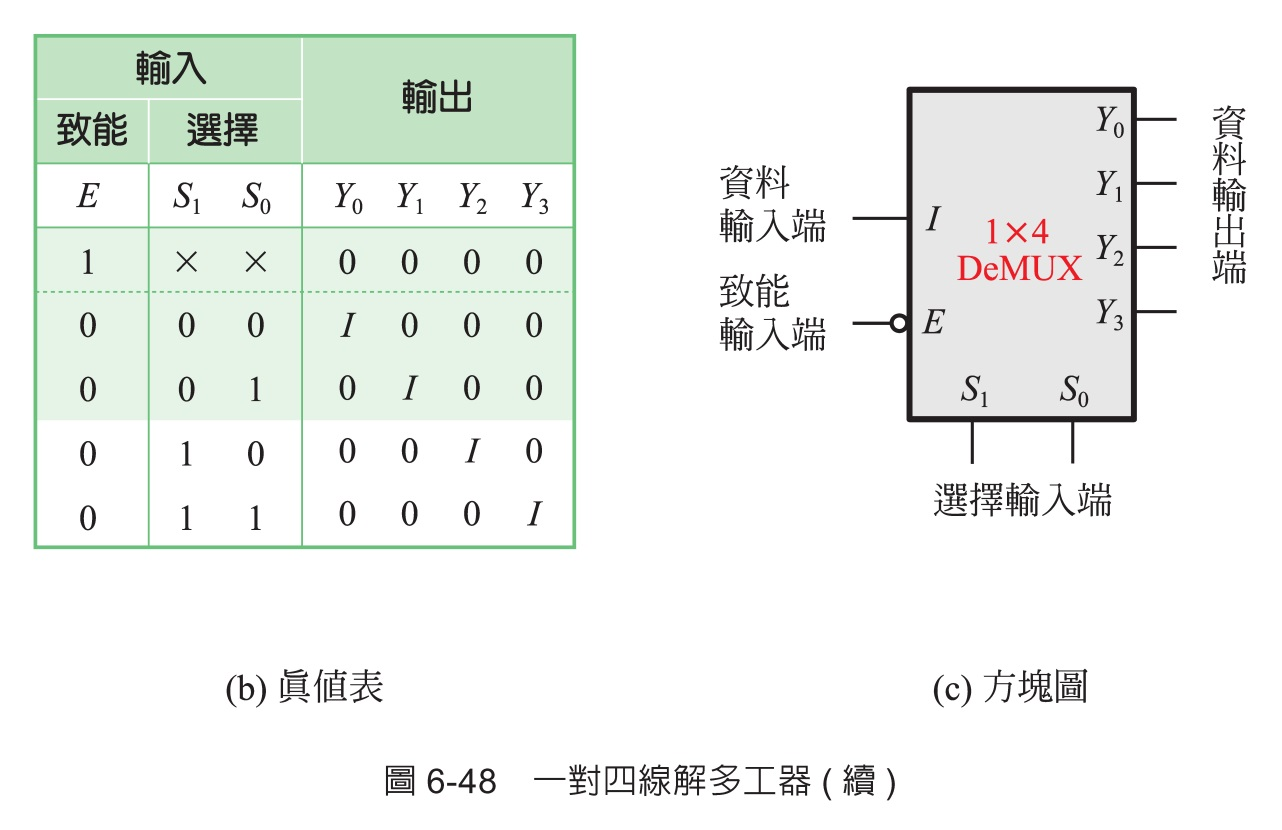 輸入 輸出
致能 選擇
E S1 S0 Y0 Y1 Y2 Y3
1 × × 0 0 0 0
0 0 0 I 0 0 0
0 0 1 0 I 0 0
0 1 0 0 0 I 0
0 1 1 0 0 0 I
(b) 眞値表
資料
輸入端
致能
輸入端
I
E
1×4
DeMUX
Y0
Y1
Y2
Y3
S1 S0
資料輸出端
選擇輸入端
(c) 方塊圖
圖 6-48 一對四線解多工器 ( 續 )